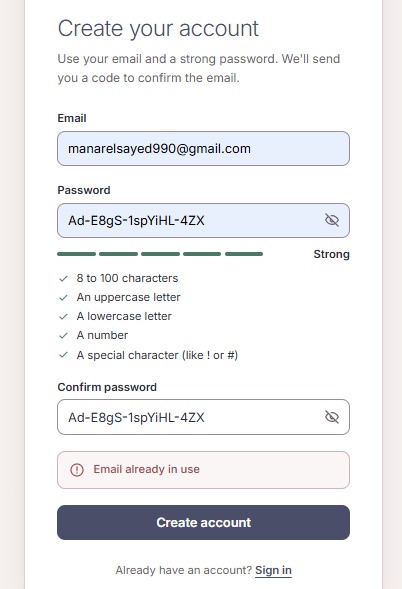 Create your account
Use your email and a strong password. We'll send
you a code to confirm the email.
Email
manarelsayed990@gmail.com
Password
Ad-E8gS-1spYiHL-4ZX
Strong
8 to 100 characters
An uppercase letter
A lowercase letter
A number
A special character (like ! or #)
Confirm password
Ad-E8gS-1spYiHL-4ZX
Email already in use
Create account
Already have an account? Sign in